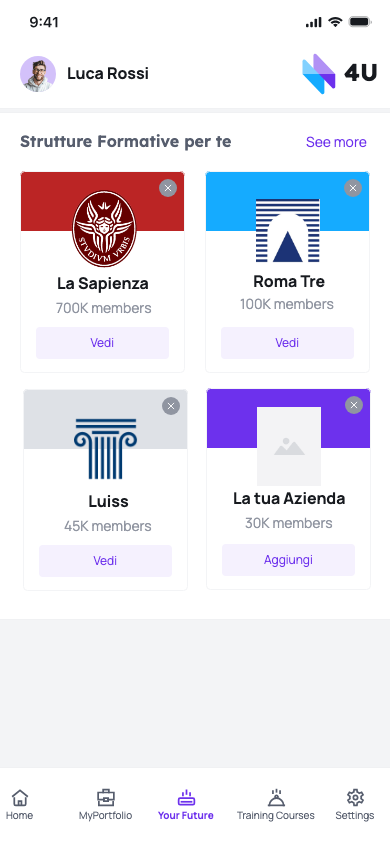 9:41
Luca Rossi
4U
Strutture Formative per te
See more
STVDIVM VRBIS
La Sapienza
700K members
Vedi
Roma Tre
100K members
Vedi
Luiss
45K members
Vedi
La tua Azienda
30K members
Aggiungi
Home
MyPortfolio
Your Future
Training Courses
Settings